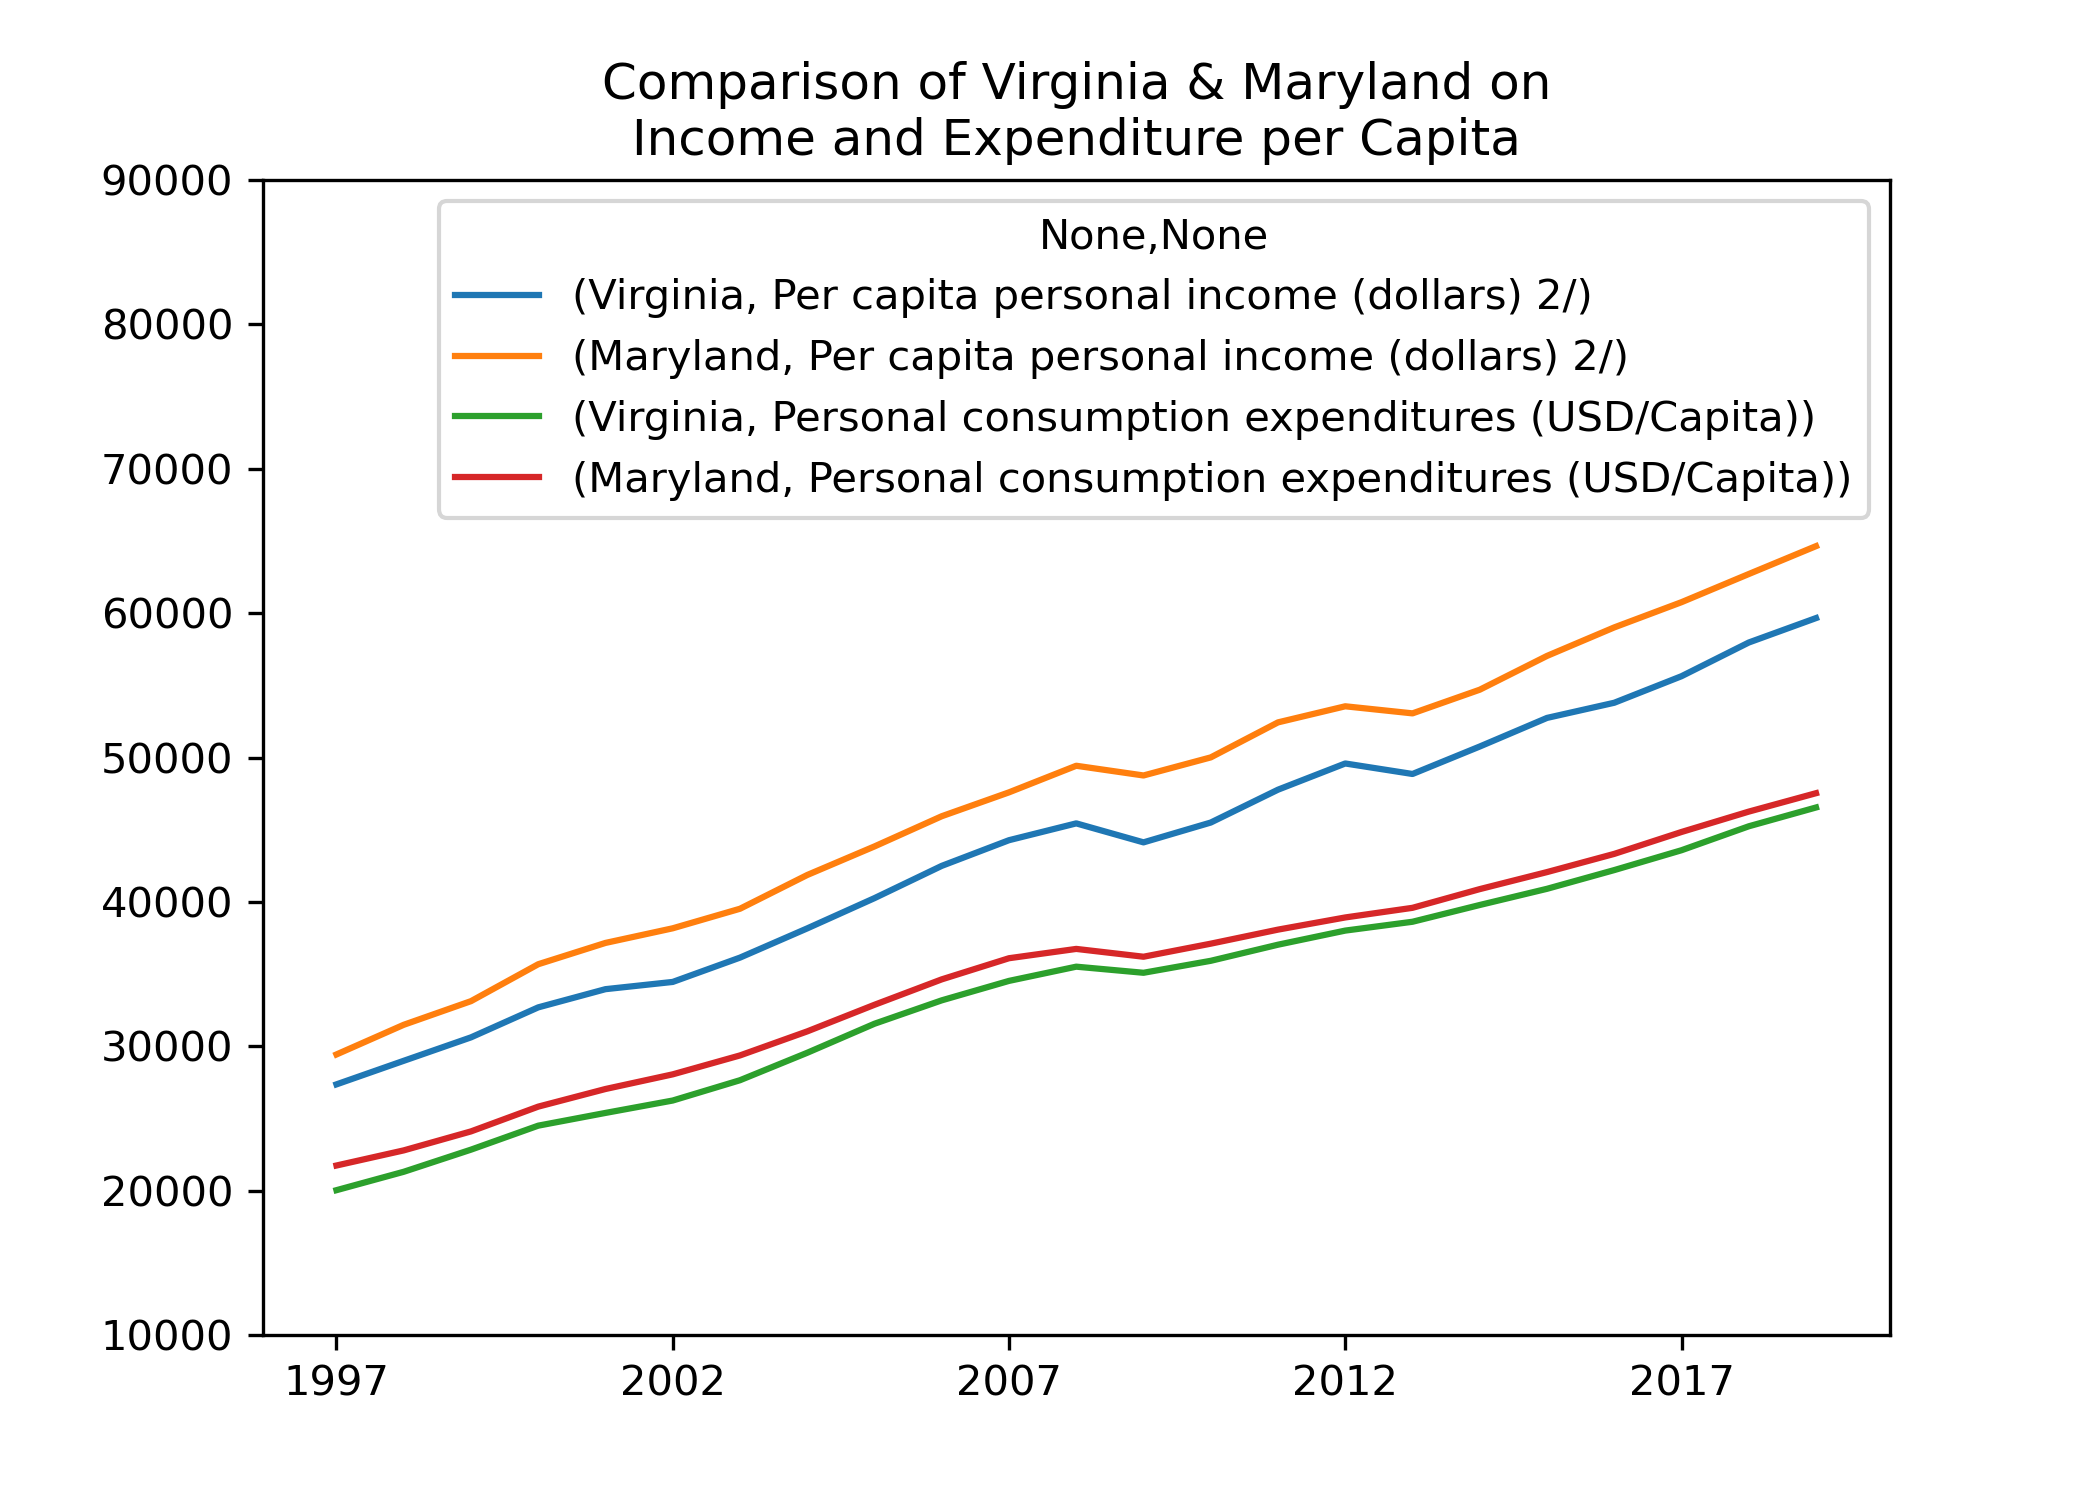 Comparison of Virginia & Maryland on
Income and Expenditure per Capita
90000
80000
70000
60000
50000
40000
30000
20000
10000
None,None
(Virginia, Per capita personal income (dollars) 2/)
(Maryland, Per capita personal income (dollars) 2/)
(Virginia, Personal consumption expenditures (USD/Capita))
(Maryland, Personal consumption expenditures (USD/Capita))
1997 2002 2007 2012 2017